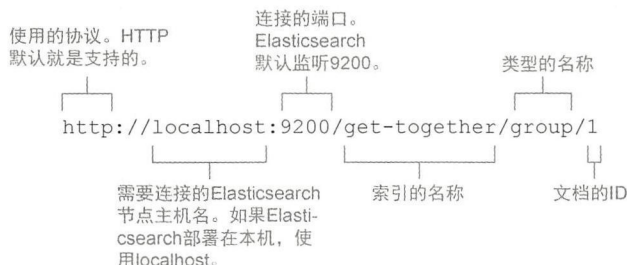 使用的协议。HTTP
默认就是支持的。
连接的端口。
Elasticsearch
默认监听9200。
类型的名称
http://localhost:9200/get-together/group/1
需要连接的Elasticsearch
节点主机名。如果Elasti-
csearch部署在本机，使
用localhost。
索引的名称
文档的ID